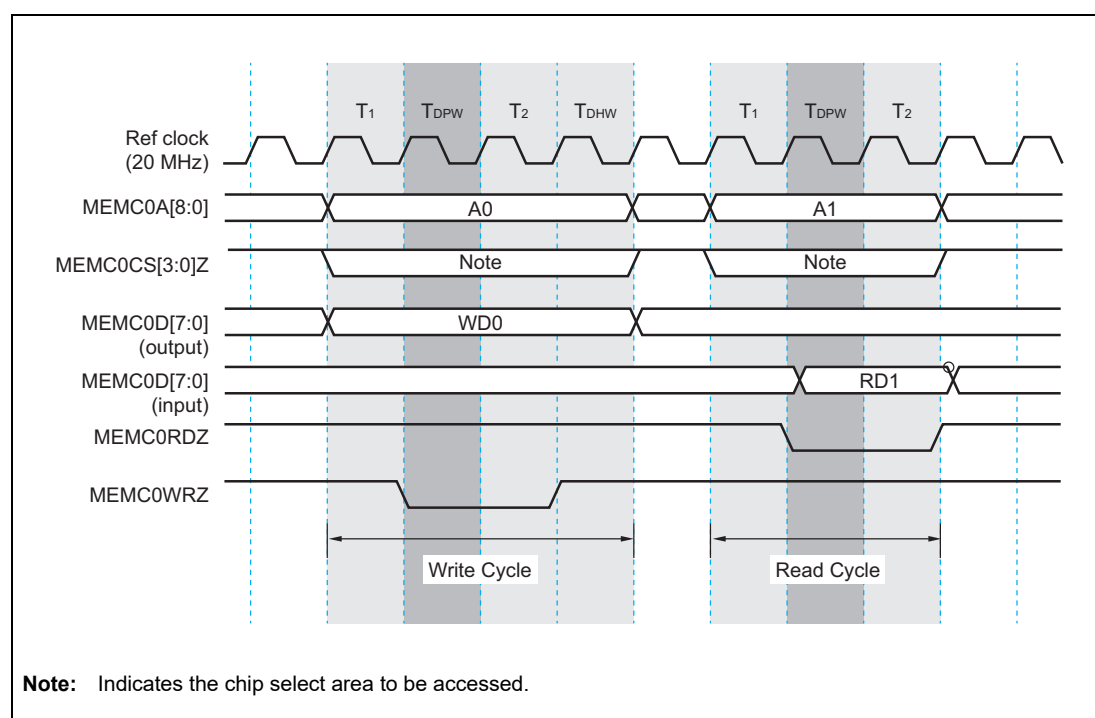 T1 TDPW T2 TDHW T1 TDPW T2
Ref clock
(20 MHz)
MEMC0A[8:0] A0 A1
MEMC0CS[3:0]Z Note Note
MEMC0D[7:0] WD0
(output)
MEMC0D[7:0] RD1
(input)
MEMC0RDZ
MEMC0WRZ
Write Cycle Read Cycle
Note: Indicates the chip select area to be accessed.